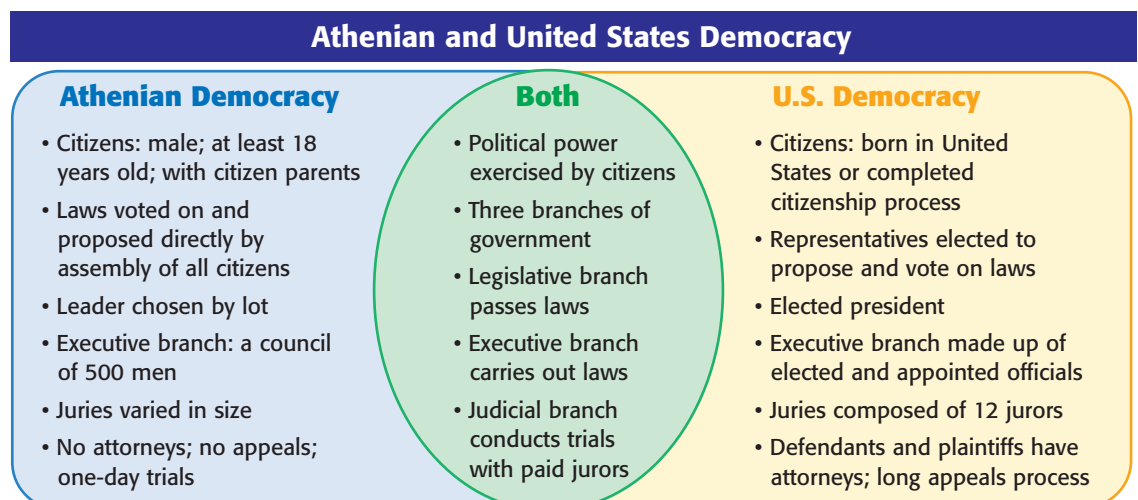 Athenian and United States Democracy
Athenian Democracy
• Citizens: male; at least 18
years old; with citizen parents
• Laws voted on and
proposed directly by
assembly of all citizens
• Leader chosen by lot
• Executive branch: a council
of 500 men
• Juries varied in size
• No attorneys; no appeals;
one-day trials
Both
• Political power
exercised by citizens
• Three branches of
government
• Legislative branch
passes laws
• Executive branch
carries out laws
• Judicial branch
conducts trials
with paid jurors
U.S. Democracy
• Citizens: born in United
States or completed
citizenship process
• Representatives elected to
propose and vote on laws
• Elected president
• Executive branch made up of
elected and appointed officials
• Juries composed of 12 jurors
• Defendants and plaintiffs have
attorneys; long appeals process